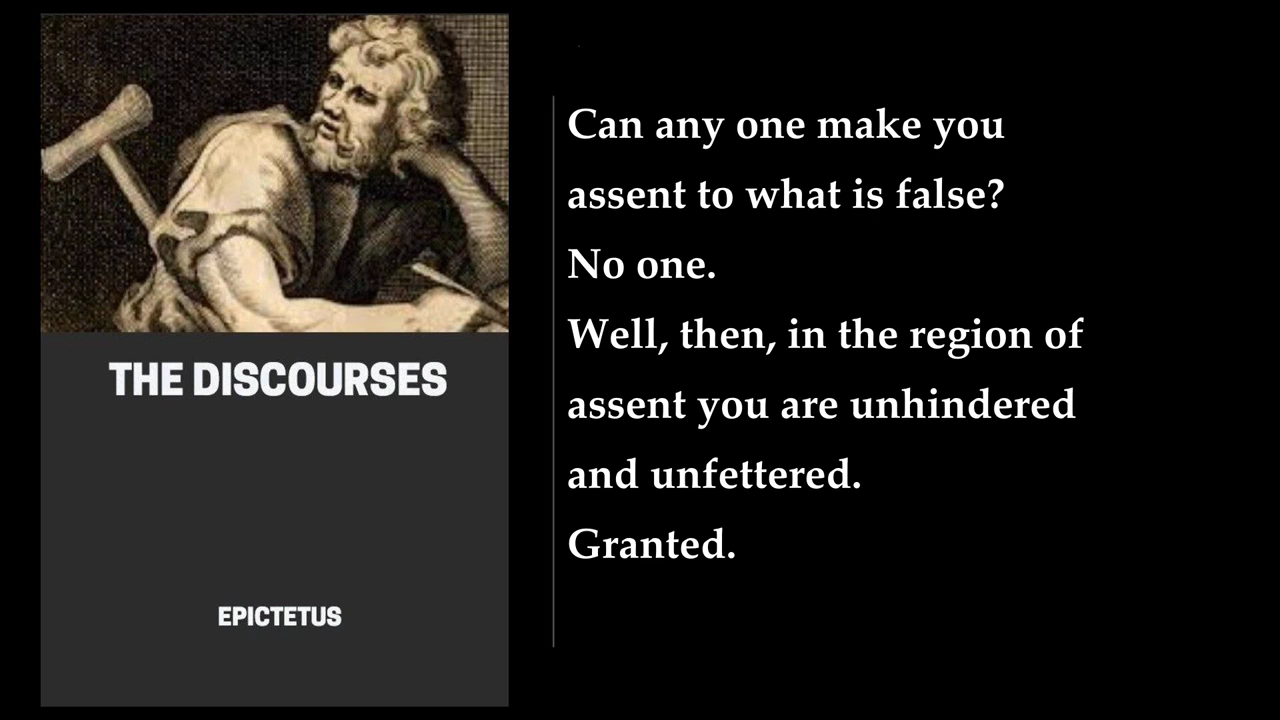 THE DISCOURSES
EPICTETUS
Can any one make you
assent to what is false?
No one.
Well, then, in the region of
assent you are unhindered
and unfettered.
Granted.